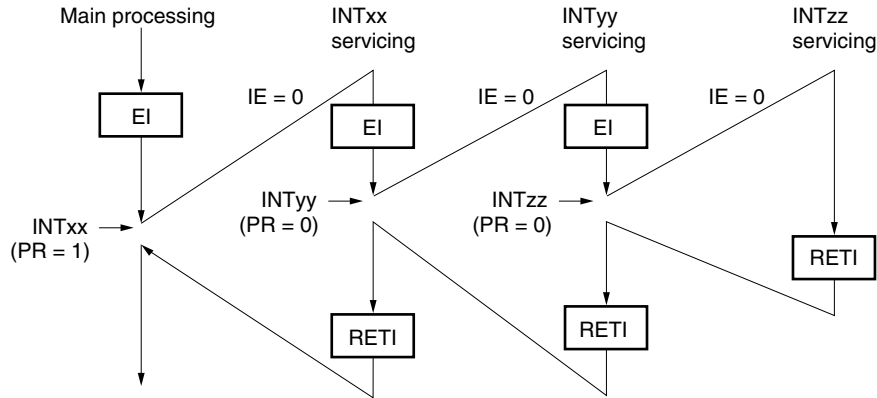 Main processing
INTxx
servicing
INTyy
servicing
INTzz
servicing
IE = 0
IE = 0
IE = 0
EI
EI
EI
INTxx
(PR = 1)
INTyy
(PR = 0)
INTzz
(PR = 0)
RETI
RETI
RETI